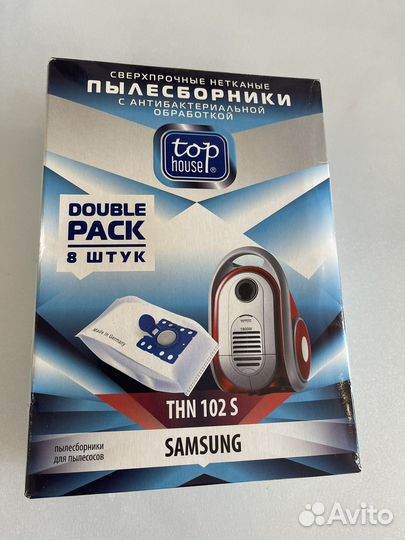 СВЕРХПРОЧНЫЕ НЕТКАНЫЕ
ПЫЛЕСБОРНИКИ
С АНТИБАКТЕРИАЛЬНОЙ
ОБРАБОТКОЙ
top
house®
DOUBLE
PACK
8 ШТУК
1800W
Made in Germany
THN 102 S
пылесборники
для пылесосов
SAMSUNG
Avito